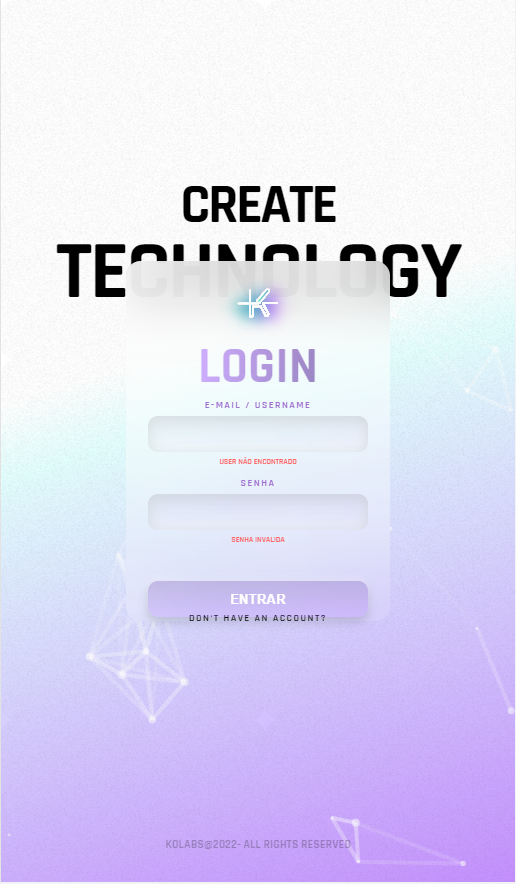 CREATE
TECHNOLOGY
K
LOGIN
E-MAIL / USERNAME
USER NÃO ENCONTRADO
SENHA
SENHA INVALIDA
ENTRAR
DON'T HAVE AN ACCOUNT?
KOLABS@2022- ALL RIGHTS RESERVED